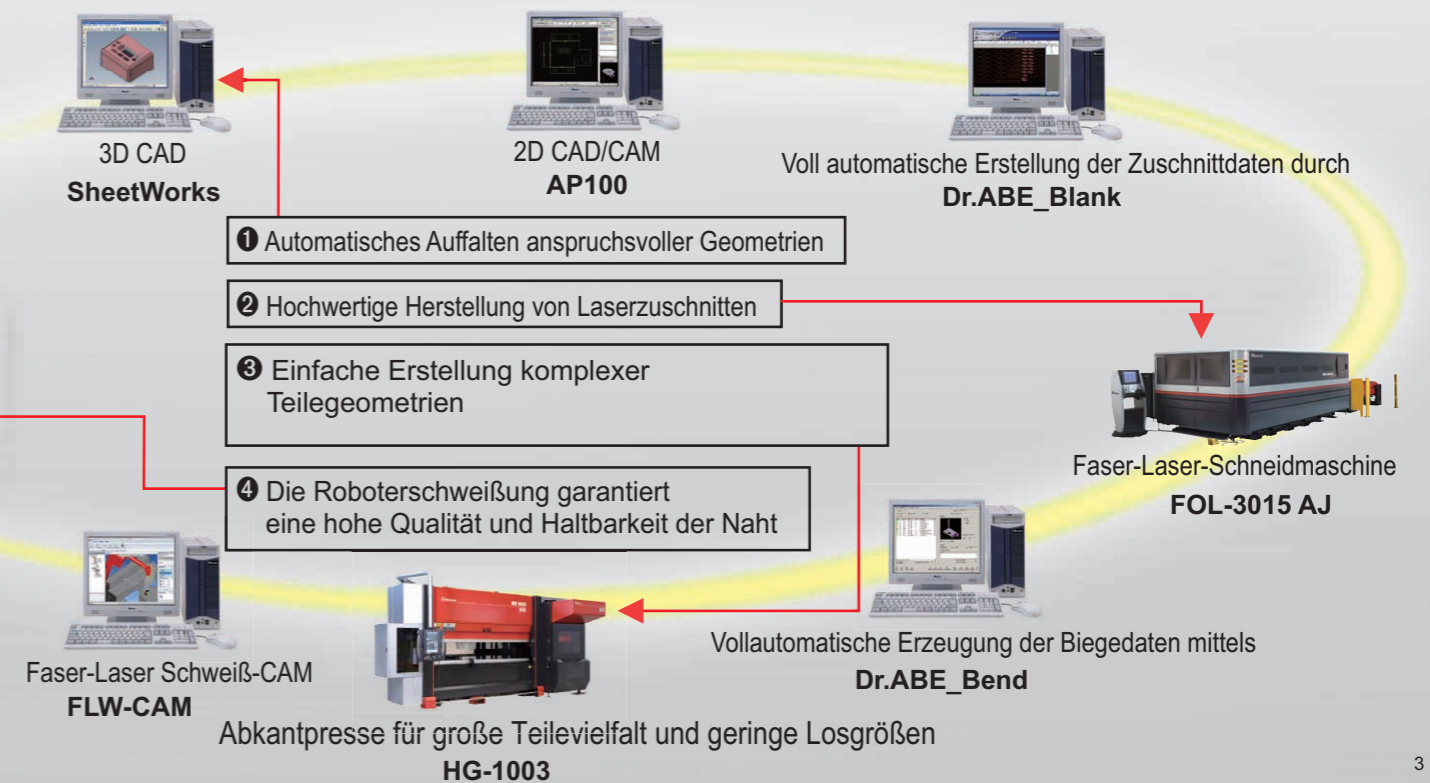 3D CAD
SheetWorks
2D CAD/CAM
AP100
Voll automatische Erstellung der Zuschnittdaten durch
Dr.ABE_Blank
❶ Automatisches Auffalten anspruchsvoller Geometrien
❷ Hochwertige Herstellung von Laserzuschnitten
❸ Einfache Erstellung komplexer
Teilegeometrien
❹ Die Roboterschweißung garantiert
eine hohe Qualität und Haltbarkeit der Naht
Faser-Laser-Schneidmaschine
FOL-3015 AJ
Vollautomatische Erzeugung der Biegedaten mittels
Dr.ABE_Bend
Faser-Laser Schweiß-CAM
FLW-CAM
Abkantpresse für große Teilevielfalt und geringe Losgrößen
HG-1003
3